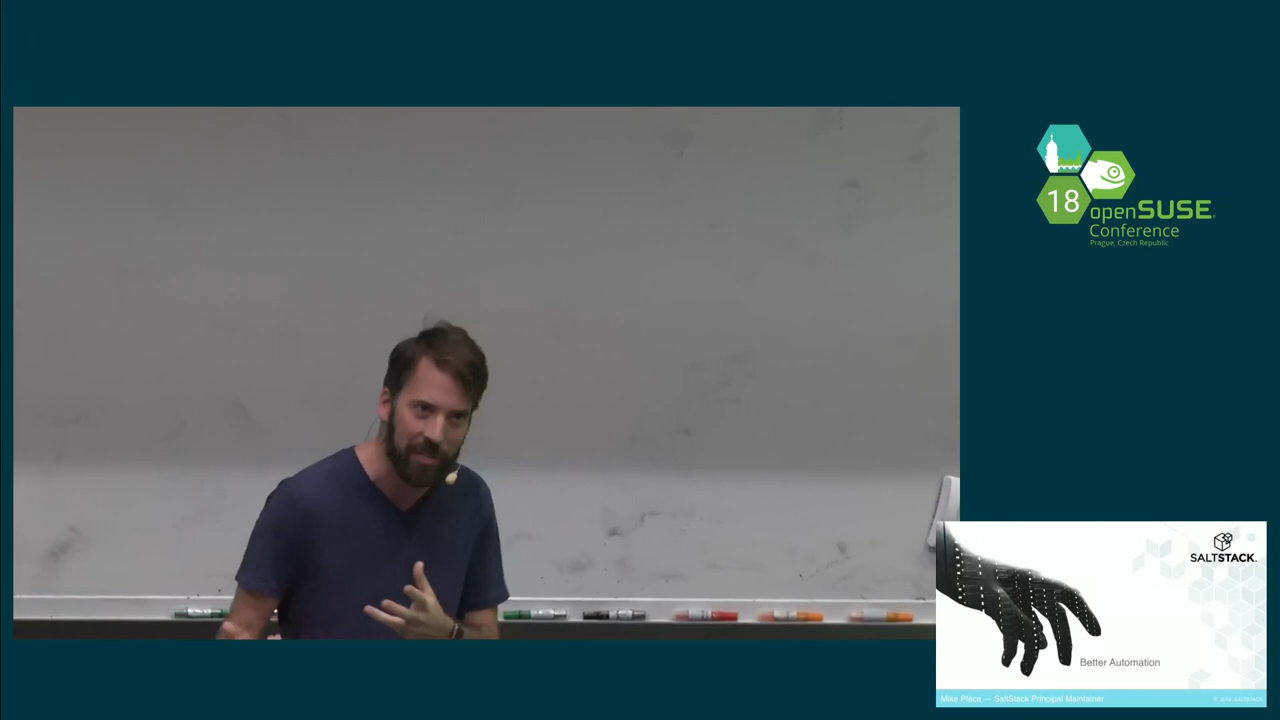 18
openSUSE
Conference
Prague, Czech Republic
SALTSTACK
Better Automation
Mike Place — SaltStack Principal Maintainer